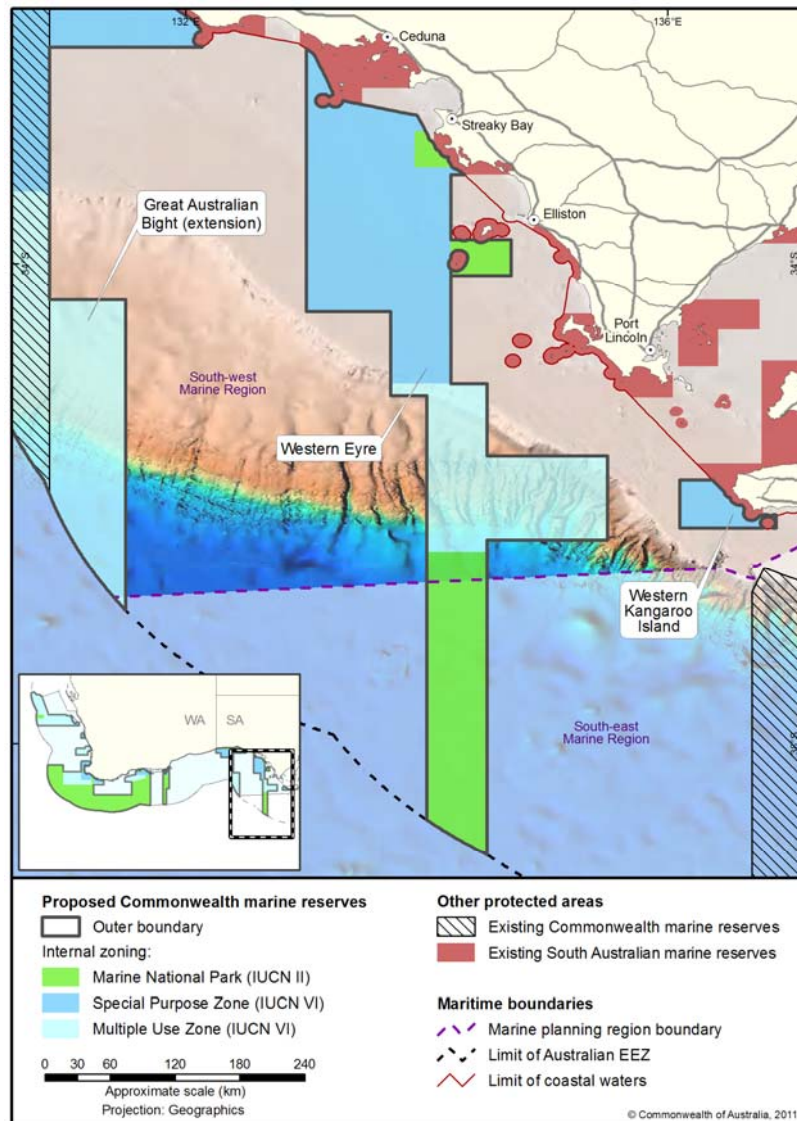 132°E
136°E
Ceduna
Streaky Bay
Great Australian
Bight (extension)
Elliston
34°S
34°S
Port
Lincoln
South-west
Marine Region
Western Eyre
Western
Kangaroo
Island
WA SA
South-east
Marine Region
Proposed Commonwealth marine reserves
Outer boundary
Internal zoning:
Marine National Park (IUCN II)
Special Purpose Zone (IUCN VI)
Multiple Use Zone (IUCN VI)
0 30 60 120 180 240
Approximate scale (km)
Projection: Geographics
Other protected areas
Existing Commonwealth marine reserves
Existing South Australian marine reserves
Maritime boundaries
Marine planning region boundary
Limit of Australian EEZ
Limit of coastal waters
© Commonwealth of Australia, 2011